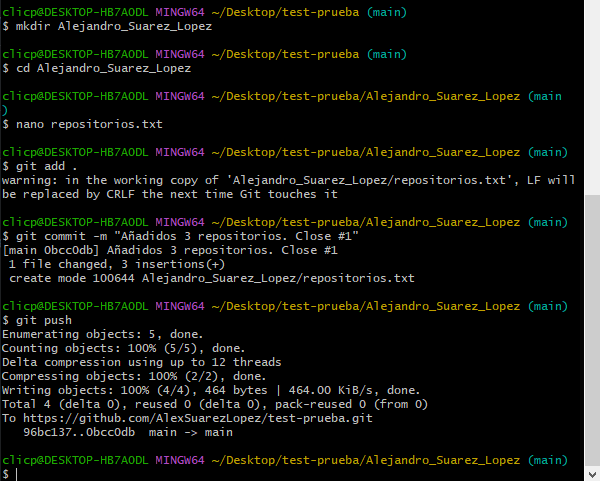 clicp@DESKTOP-HB7AODL MINGW64 ~/Desktop/test-prueba (main)
$ mkdir Alejandro_Suarez_Lopez
clicp@DESKTOP-HB7AODL MINGW64 ~/Desktop/test-prueba (main)
$ cd Alejandro_Suarez_Lopez
clicp@DESKTOP-HB7AODL MINGW64 ~/Desktop/test-prueba/Alejandro_Suarez_Lopez (main
)
$ nano repositorios.txt
clicp@DESKTOP-HB7AODL MINGW64 ~/Desktop/test-prueba/Alejandro_Suarez_Lopez (main)
$ git add .
warning: in the working copy of 'Alejandro_Suarez_Lopez/repositorios.txt', LF will
be replaced by CRLF the next time Git touches it
clicp@DESKTOP-HB7AODL MINGW64 ~/Desktop/test-prueba/Alejandro_Suarez_Lopez (main)
$ git commit -m "Añadidos 3 repositorios. Close #1"
[main 0bcc0db] Añadidos 3 repositorios. Close #1
 1 file changed, 3 insertions(+)
 create mode 100644 Alejandro_Suarez_Lopez/repositorios.txt
clicp@DESKTOP-HB7AODL MINGW64 ~/Desktop/test-prueba/Alejandro_Suarez_Lopez (main)
$ git push
Enumerating objects: 5, done.
Counting objects: 100% (5/5), done.
Delta compression using up to 12 threads
Compressing objects: 100% (2/2), done.
Writing objects: 100% (4/4), 464 bytes | 464.00 KiB/s, done.
Total 4 (delta 0), reused 0 (delta 0), pack-reused 0 (from 0)
To https://github.com/AlexSuarezLopez/test-prueba.git
   96bc137..0bcc0db  main -> main
clicp@DESKTOP-HB7AODL MINGW64 ~/Desktop/test-prueba/Alejandro_Suarez_Lopez (main)
$